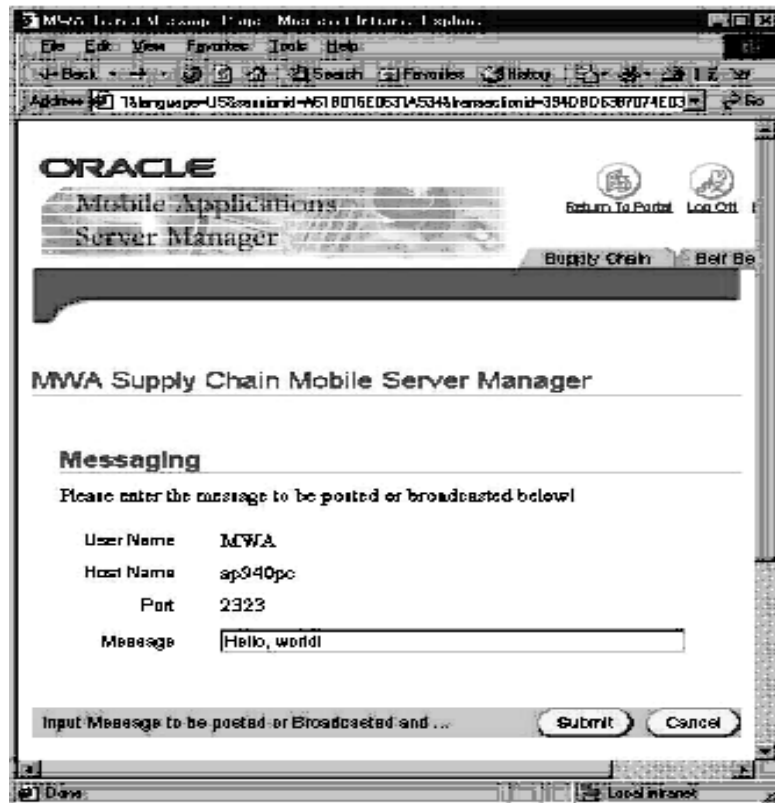 Microsoft Internet Explorer
File Edit View Favorites Tools Help
Back Search Favorites History
Address Go
ORACLE
Mobile Applications
Server Manager
Return To Portal Log Off
Supply Chain
MWA Supply Chain Mobile Server Manager
Messaging
Please enter the message to be posted or broadcasted below!
User Name MWA
Host Name ap940pc
Port 2323
Message Hello, world!
Input Message to be posted or Broadcasted and ... Submit Cancel
Done Local intranet